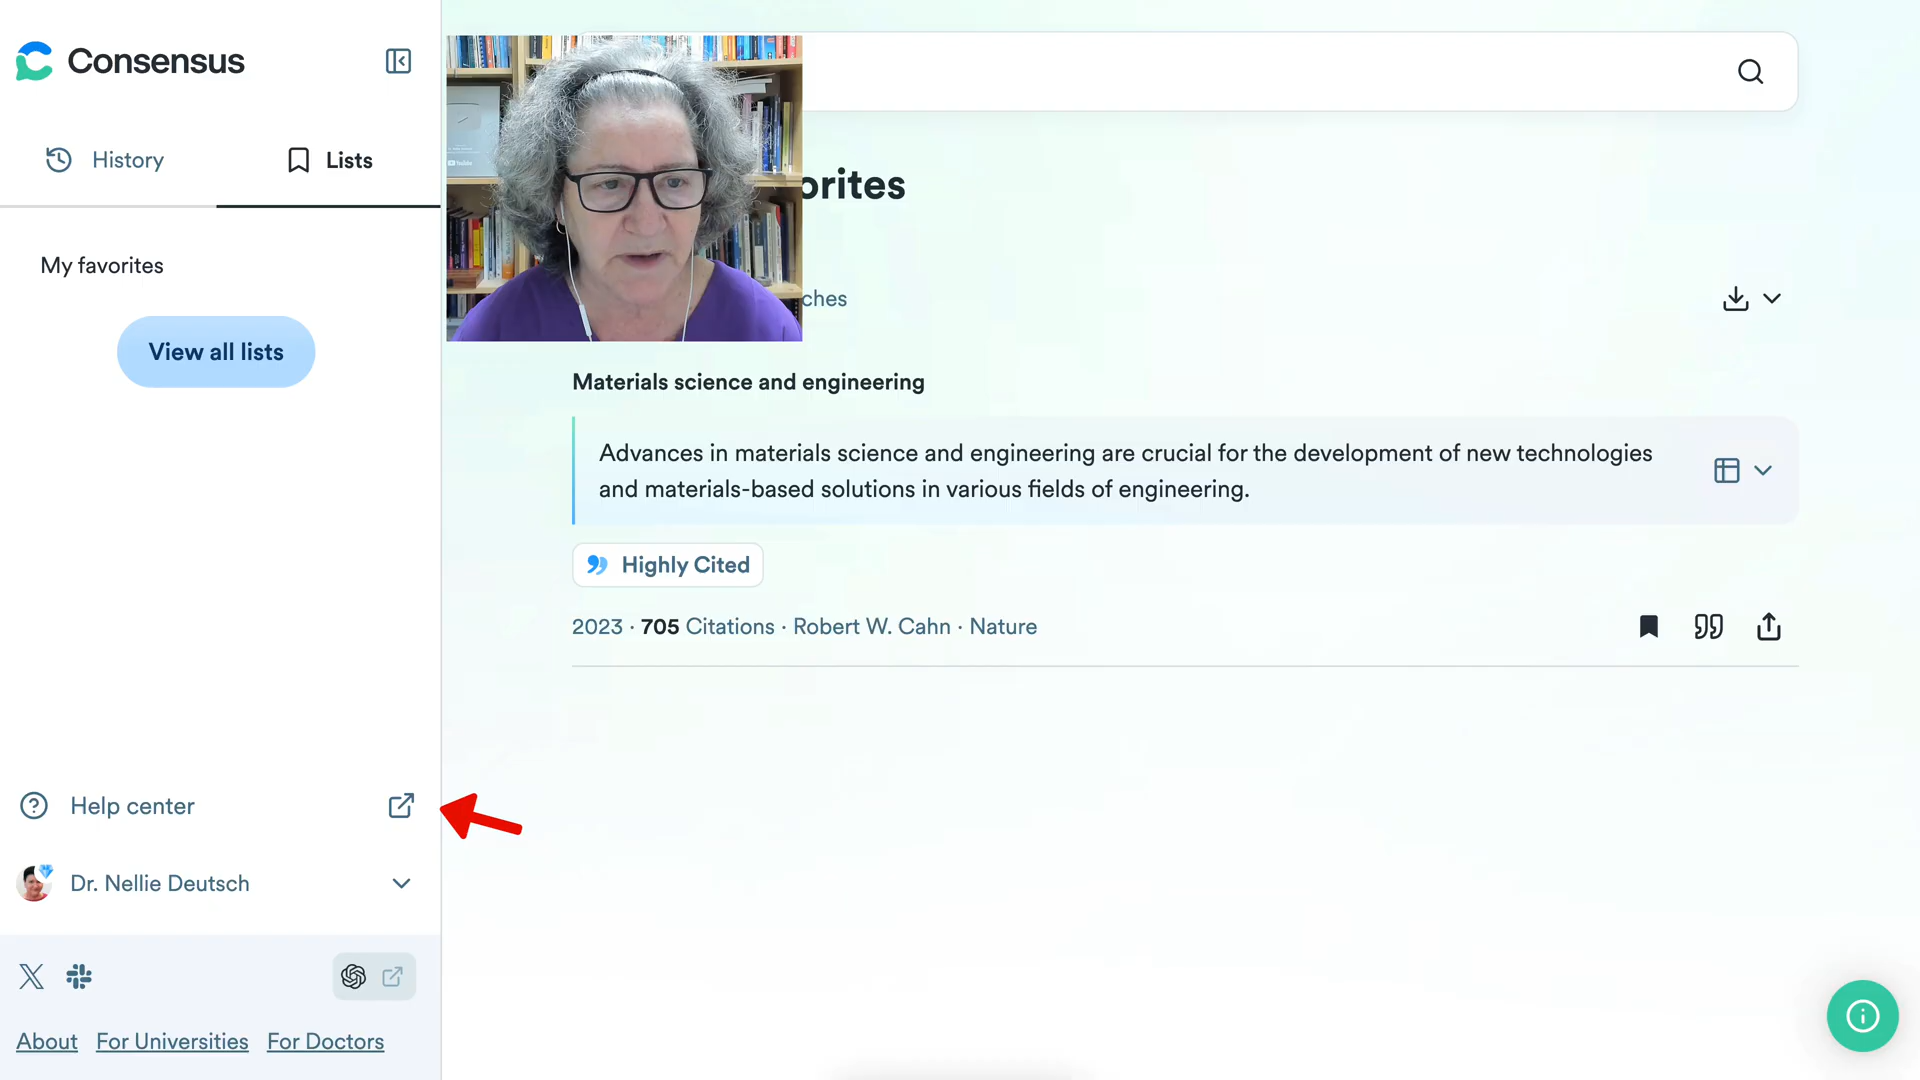 Consensus
History
Lists
My favorites
View all lists
Help center
Dr. Nellie Deutsch
About
For Universities
For Doctors
YouTube
orites
ches
Materials science and engineering
Advances in materials science and engineering are crucial for the development of new technologies
and materials-based solutions in various fields of engineering.
Highly Cited
2023 · 705 Citations · Robert W. Cahn · Nature